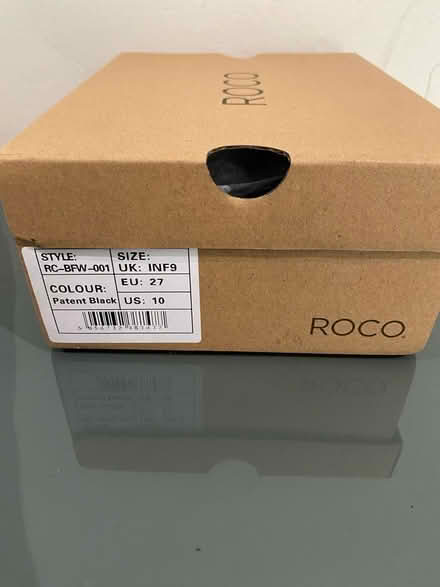 ROCO
STYLE:
RC-BFW-001
COLOUR:
Patent Black
SIZE:
UK: INF9
EU: 27
US: 10
ROCO